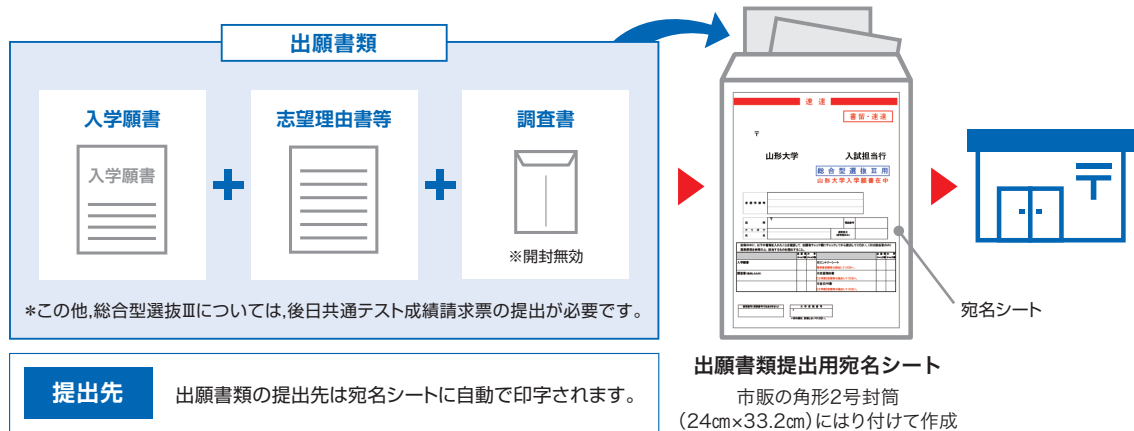 出願書類
入学願書
入学願書
志望理由書等
調査書
※開封無効
*この他,総合型選抜Ⅲについては,後日共通テスト成績請求票の提出が必要です。
提出先
出願書類の提出先は宛名シートに自動で印字されます。
速 達
書留・速達
〒
山形大学 入試担当行
総合型選抜Ⅲ用
山形大学入学願書在中
入学願書
宛名シート
〒
出願書類提出用宛名シート
市販の角形2号封筒
(24㎝×33.2㎝)にはり付けて作成